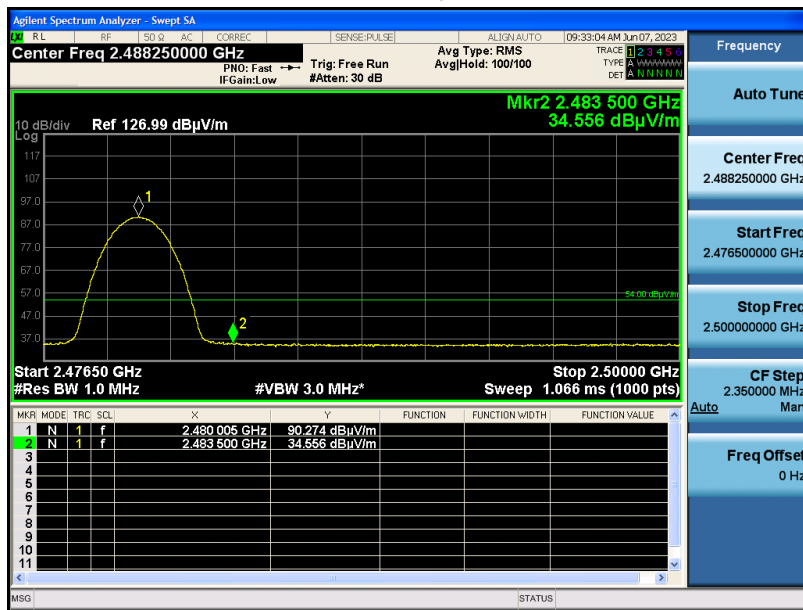 Agilent Spectrum Analyzer - Swept SA
LXI RL RF 50 Ω AC CORREC SENSE:PULSE ALIGN AUTO 09:33:04 AM Jun 07, 2023
Center Freq 2.488250000 GHz
PNO: Fast
IFGain:Low
Trig: Free Run
#Atten: 30 dB
Avg Type: RMS
Avg|Hold: 100/100
TRACE 1 2 3 4 5 6
TYPE A WWWWW
DET A N N N N N
Mkr2 2.483 500 GHz
34.556 dBµV/m
10 dB/div
Log
Ref 126.99 dBµV/m
117
107
97.0
87.0
77.0
67.0
57.0
47.0
37.0
1
2
54.00 dBµV/m
Start 2.47650 GHz
Stop 2.50000 GHz
#Res BW 1.0 MHz
#VBW 3.0 MHz*
Sweep 1.066 ms (1000 pts)
MKR MODE TRC SCL X Y FUNCTION FUNCTION WIDTH FUNCTION VALUE
1 N 1 f 2.480 005 GHz 90.274 dBµV/m
2 N 1 f 2.483 500 GHz 34.556 dBµV/m
3
4
5
6
7
8
9
10
11
MSG
STATUS
Frequency
Auto Tune
Center Freq
2.488250000 GHz
Start Freq
2.476500000 GHz
Stop Freq
2.500000000 GHz
CF Step
2.350000 MHz
Auto Man
Freq Offset
0 Hz